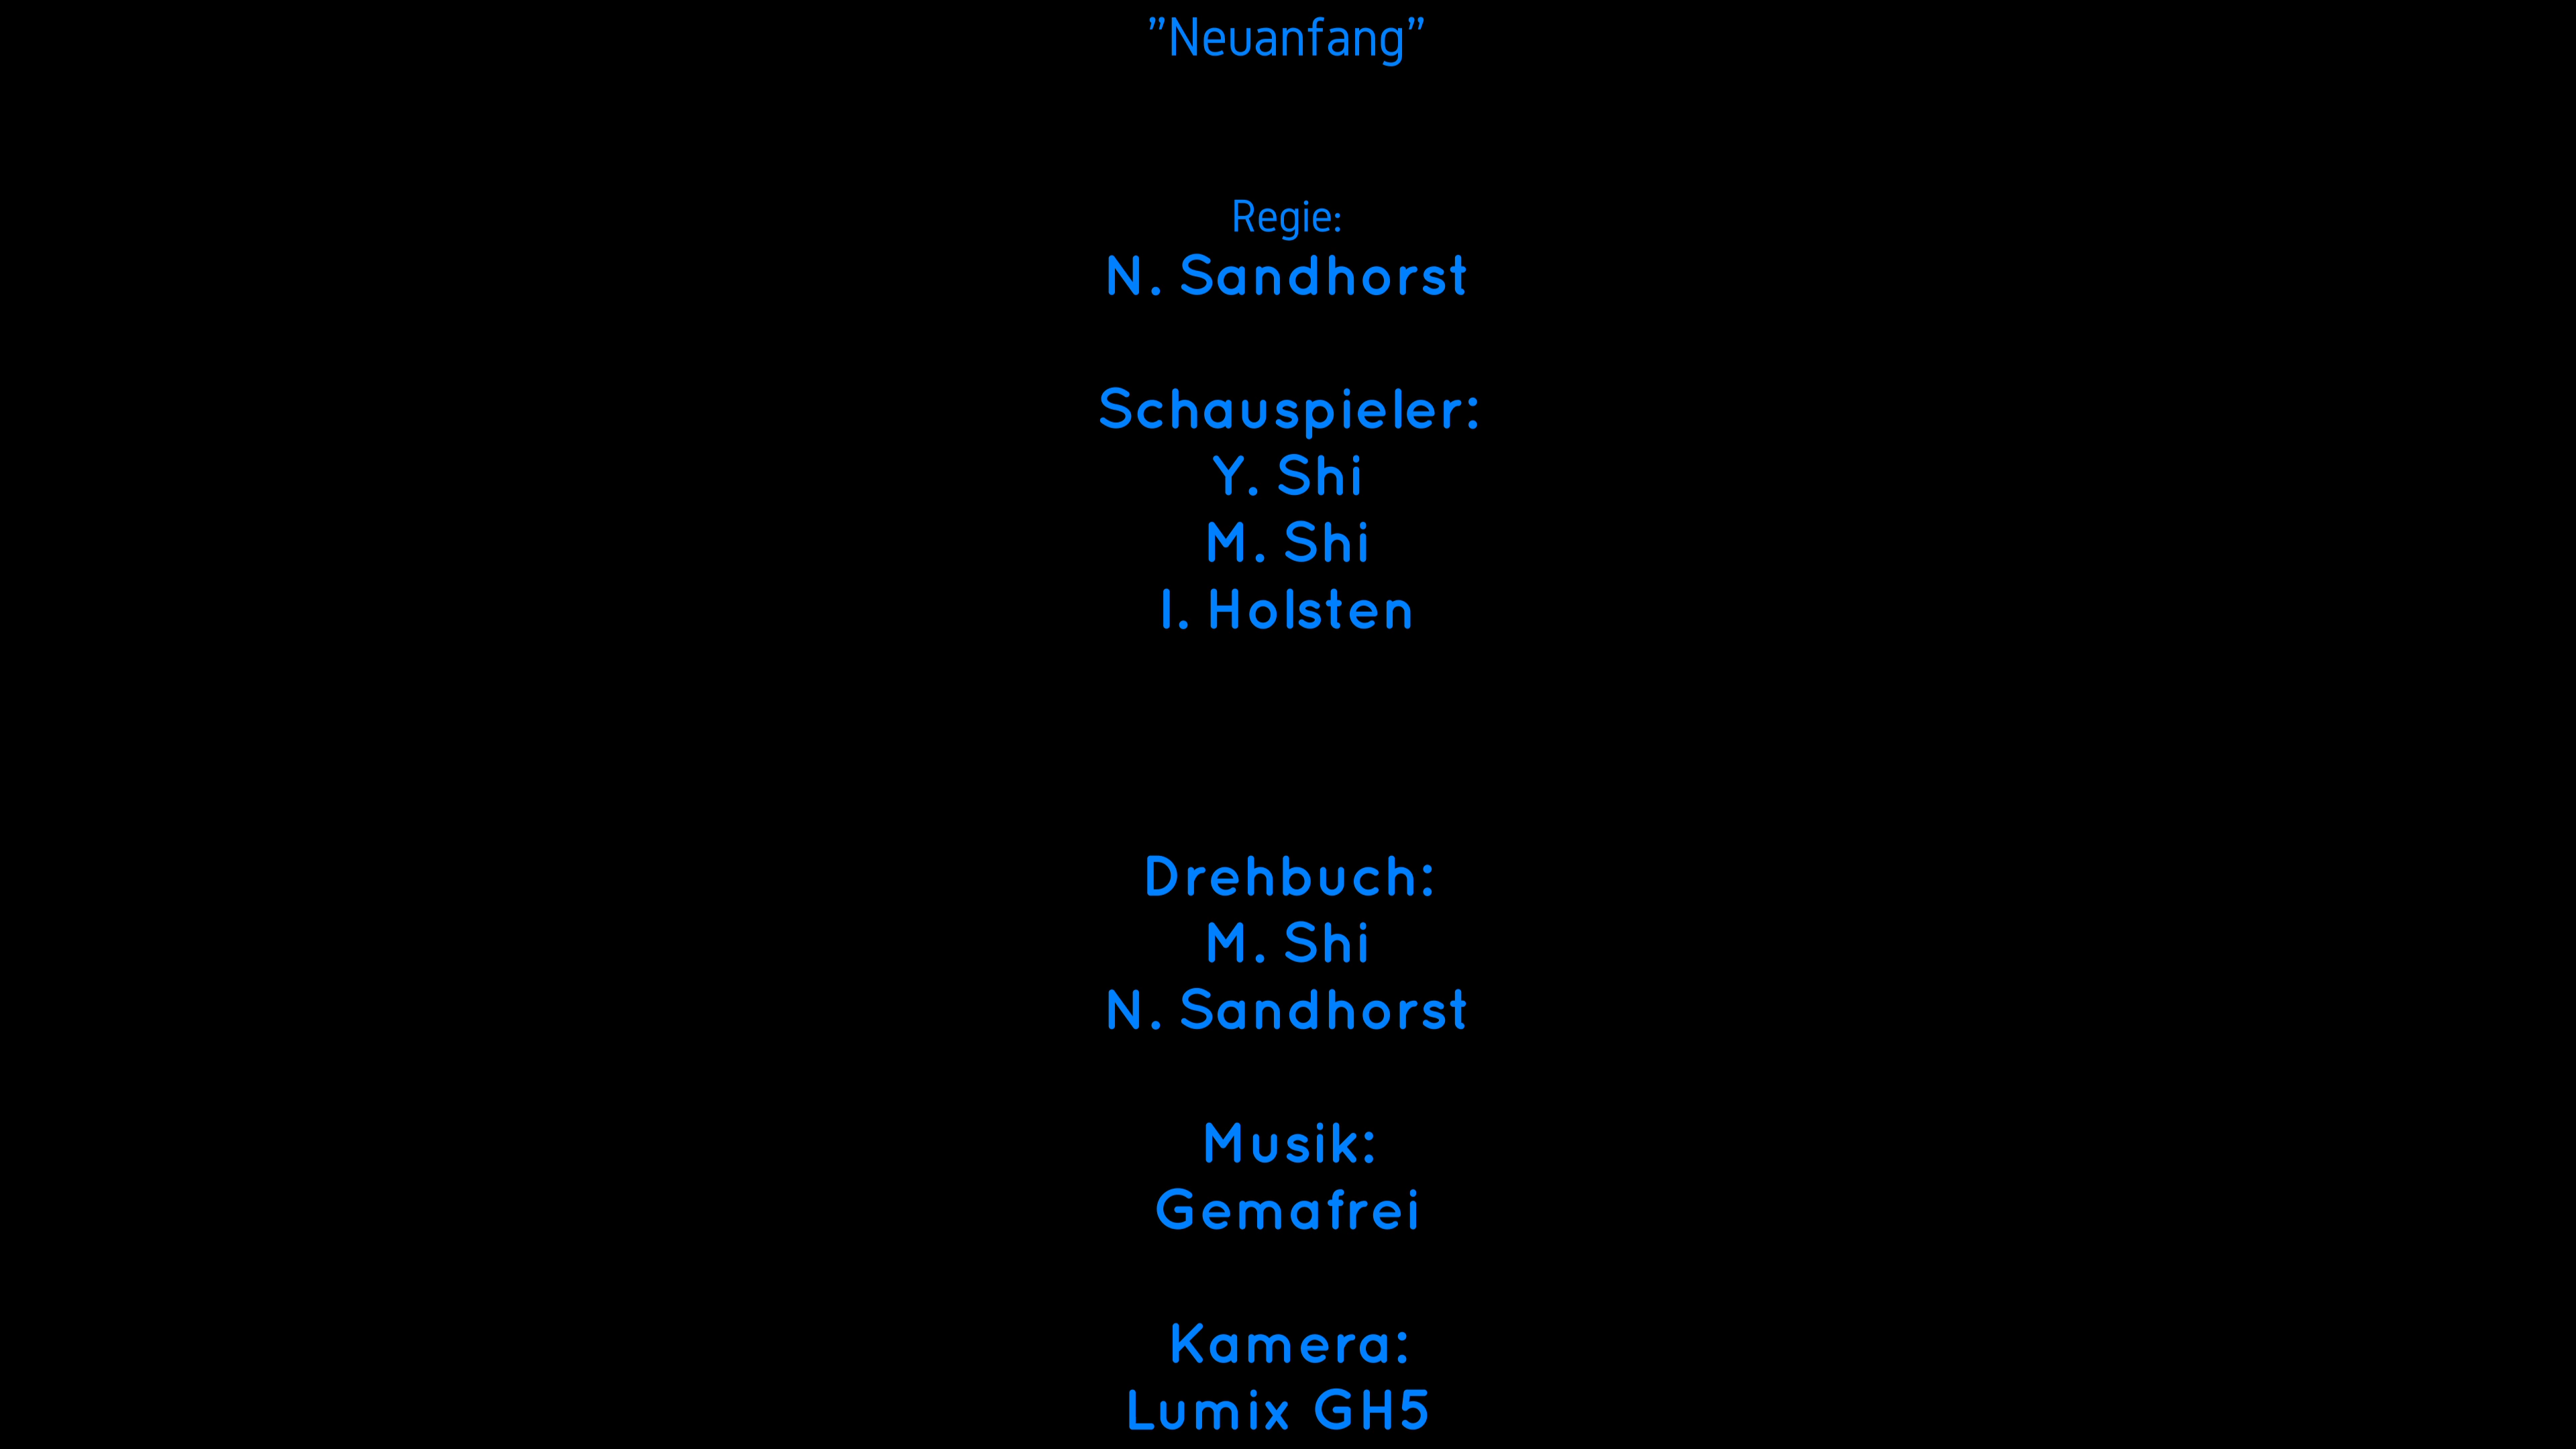 ”Neuanfang”
Regie:
N. Sandhorst
Schauspieler:
Y. Shi
M. Shi
I. Holsten
Drehbuch:
M. Shi
N. Sandhorst
Musik:
Gemafrei
Kamera:
Lumix GH5